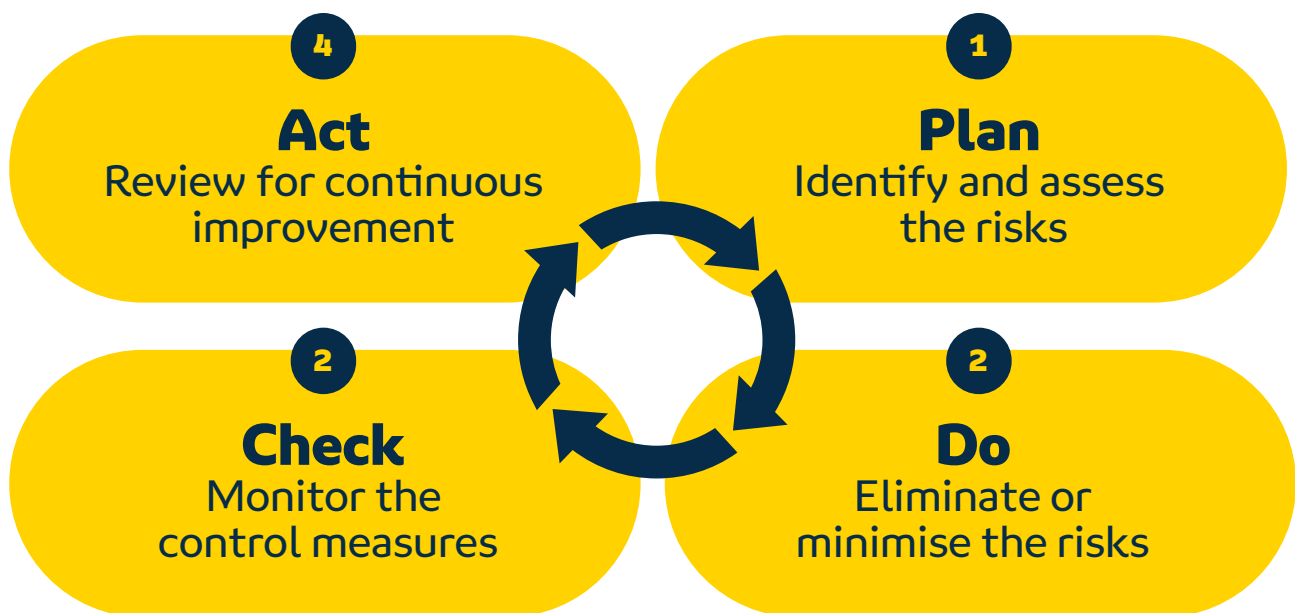 4
Act
Review for continuous
improvement
1
Plan
Identify and assess
the risks
2
Check
Monitor the
control measures
2
Do
Eliminate or
minimise the risks